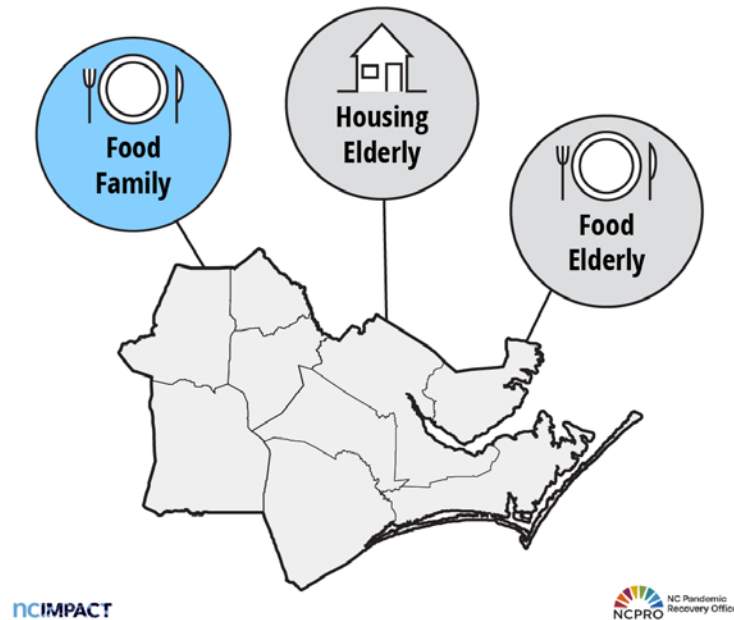 Food
Family
Housing
Elderly
Food
Elderly
ncIMPACT
NCPRO
NC Pandemic
Recovery Office